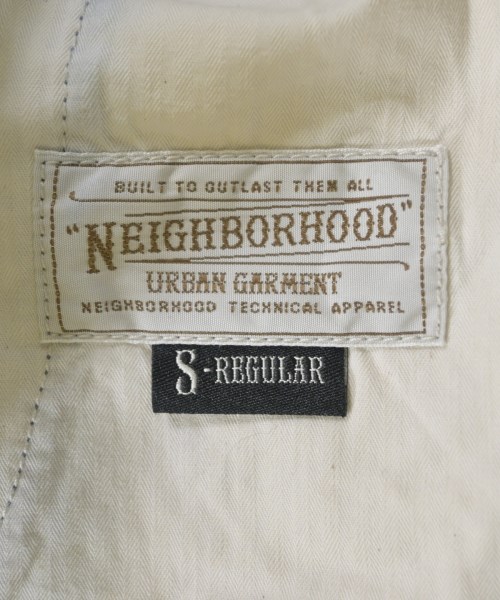 BUILT TO OUTLAST THEM ALL
"NEIGHBORHOOD"
URBAN GARMENT
NEIGHBORHOOD TECHNICAL APPAREL
S-REGULAR